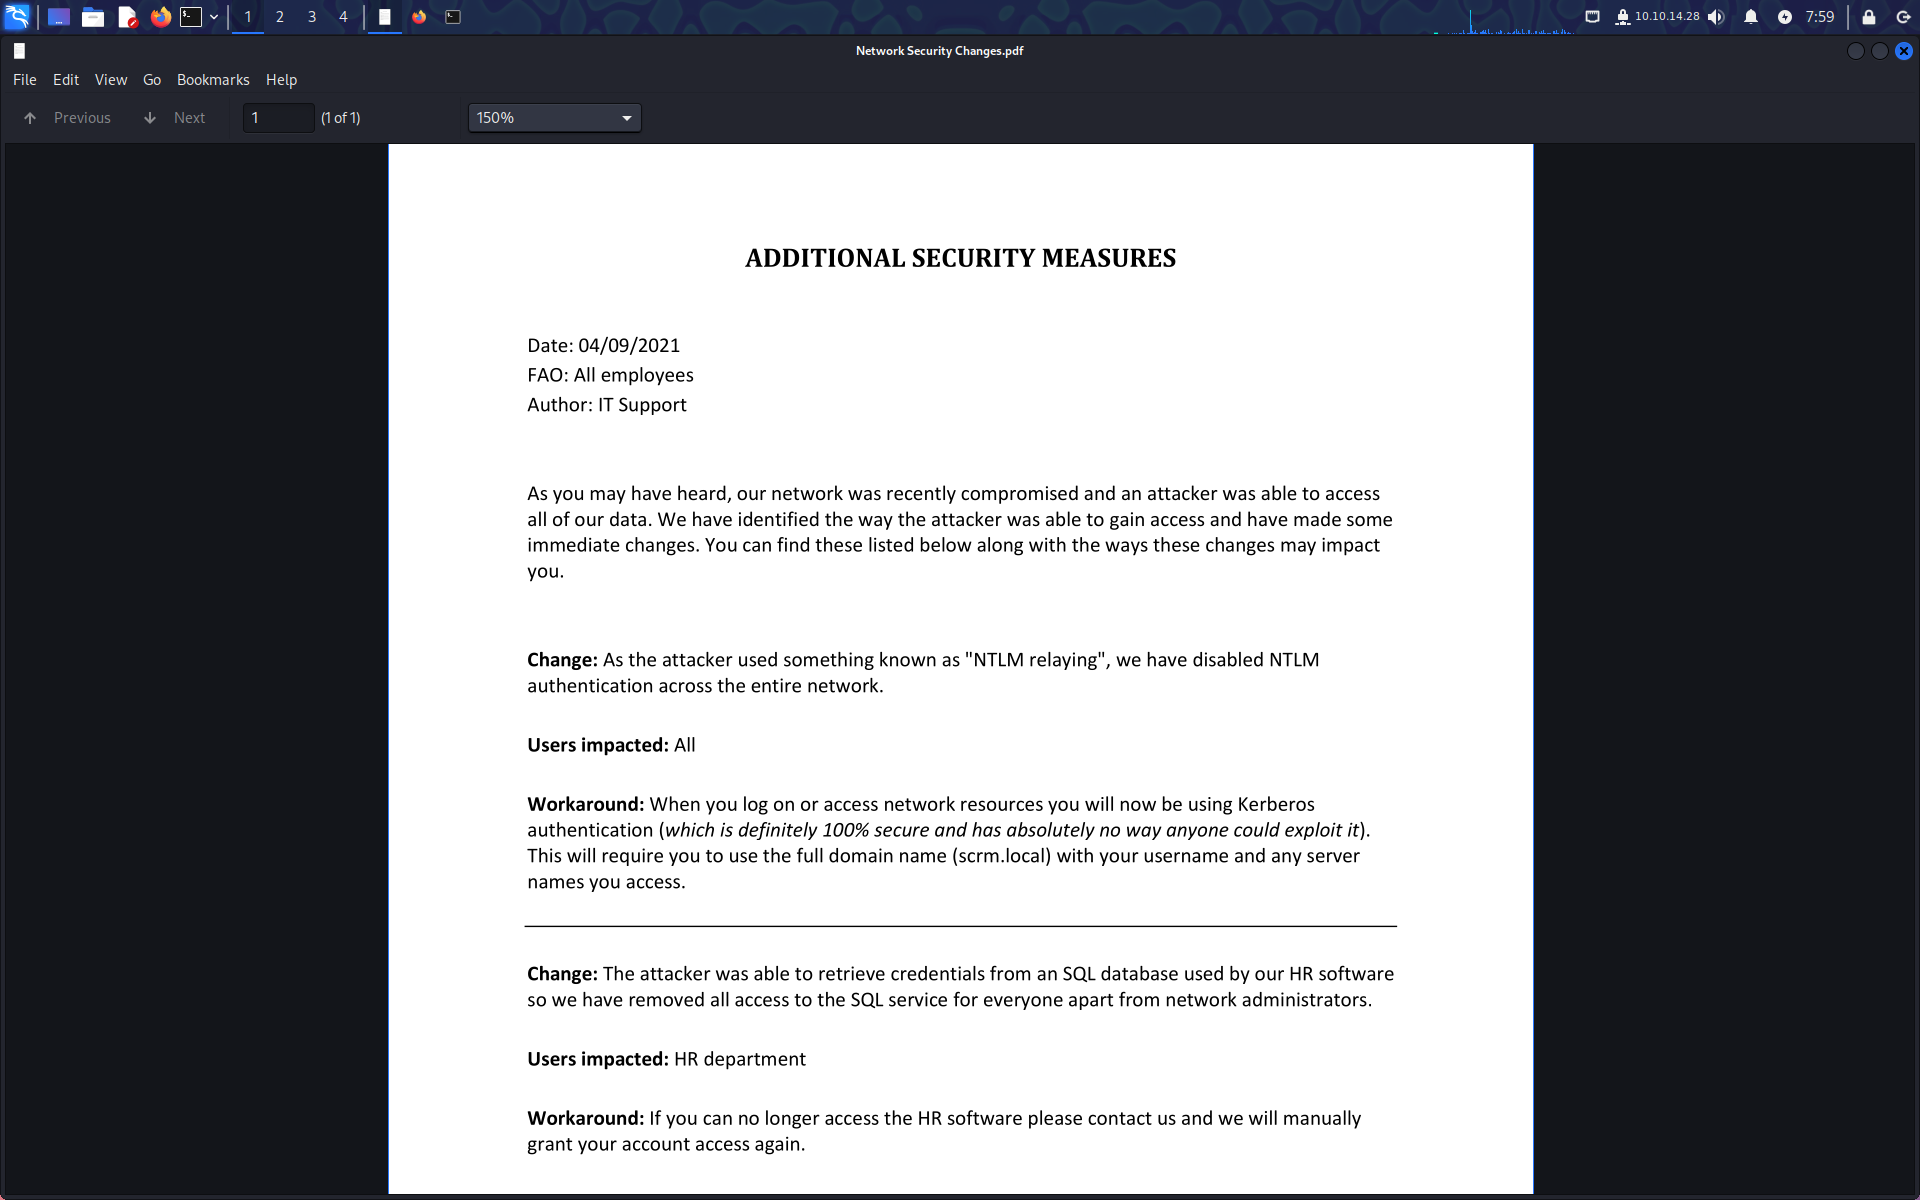 1 2 3 4 10.10.14.28 7:59
Network Security Changes.pdf
File Edit View Go Bookmarks Help
Previous Next 1 (1 of 1) 150%
ADDITIONAL SECURITY MEASURES
Date: 04/09/2021
FAO: All employees
Author: IT Support
As you may have heard, our network was recently compromised and an attacker was able to access
all of our data. We have identified the way the attacker was able to gain access and have made some
immediate changes. You can find these listed below along with the ways these changes may impact
you.
Change: As the attacker used something known as "NTLM relaying", we have disabled NTLM
authentication across the entire network.
Users impacted: All
Workaround: When you log on or access network resources you will now be using Kerberos
authentication (which is definitely 100% secure and has absolutely no way anyone could exploit it).
This will require you to use the full domain name (scrm.local) with your username and any server
names you access.
Change: The attacker was able to retrieve credentials from an SQL database used by our HR software
so we have removed all access to the SQL service for everyone apart from network administrators.
Users impacted: HR department
Workaround: If you can no longer access the HR software please contact us and we will manually
grant your account access again.